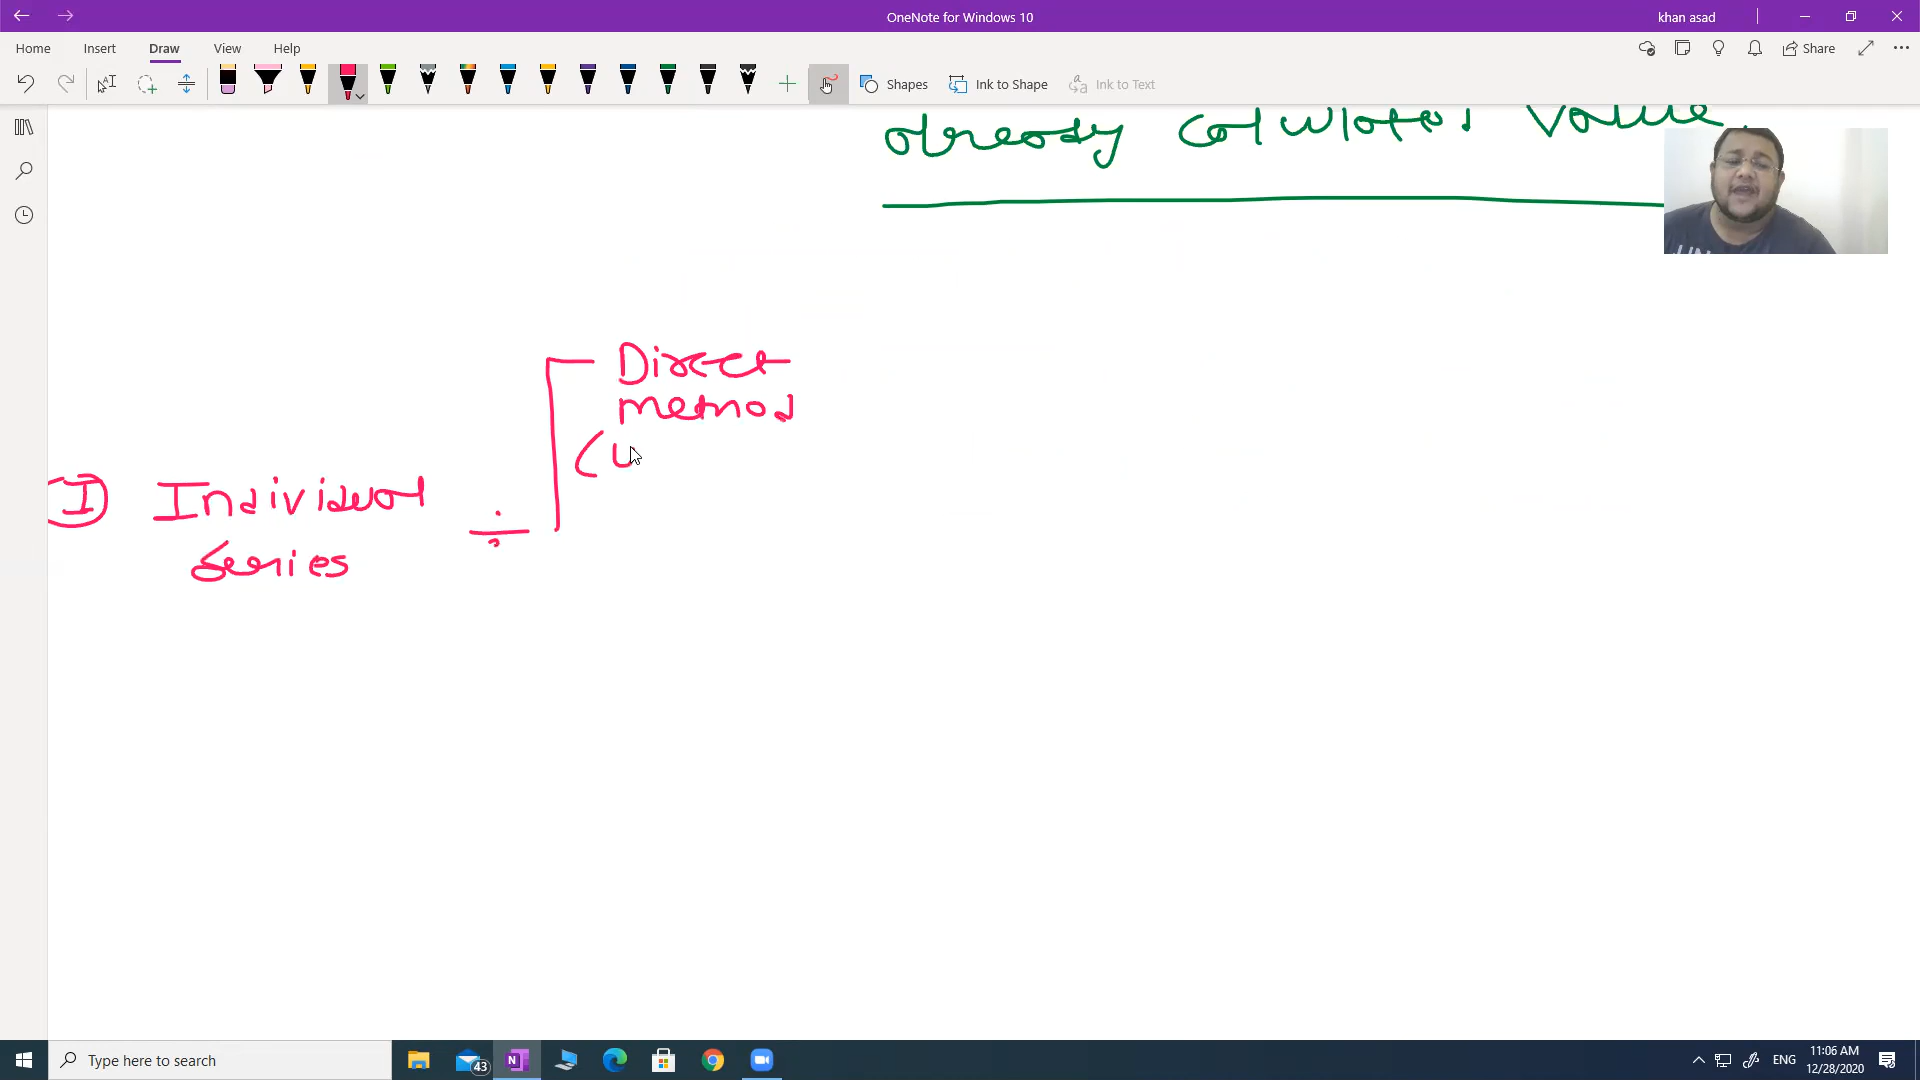 OneNote for Windows 10
khan asad
Home Insert Draw View Help
Share
Shapes Ink to Shape Ink to Text
already calculated value.
Direct
method
(U
I Individual
series
Type here to search
43
ENG
11:06 AM
12/28/2020